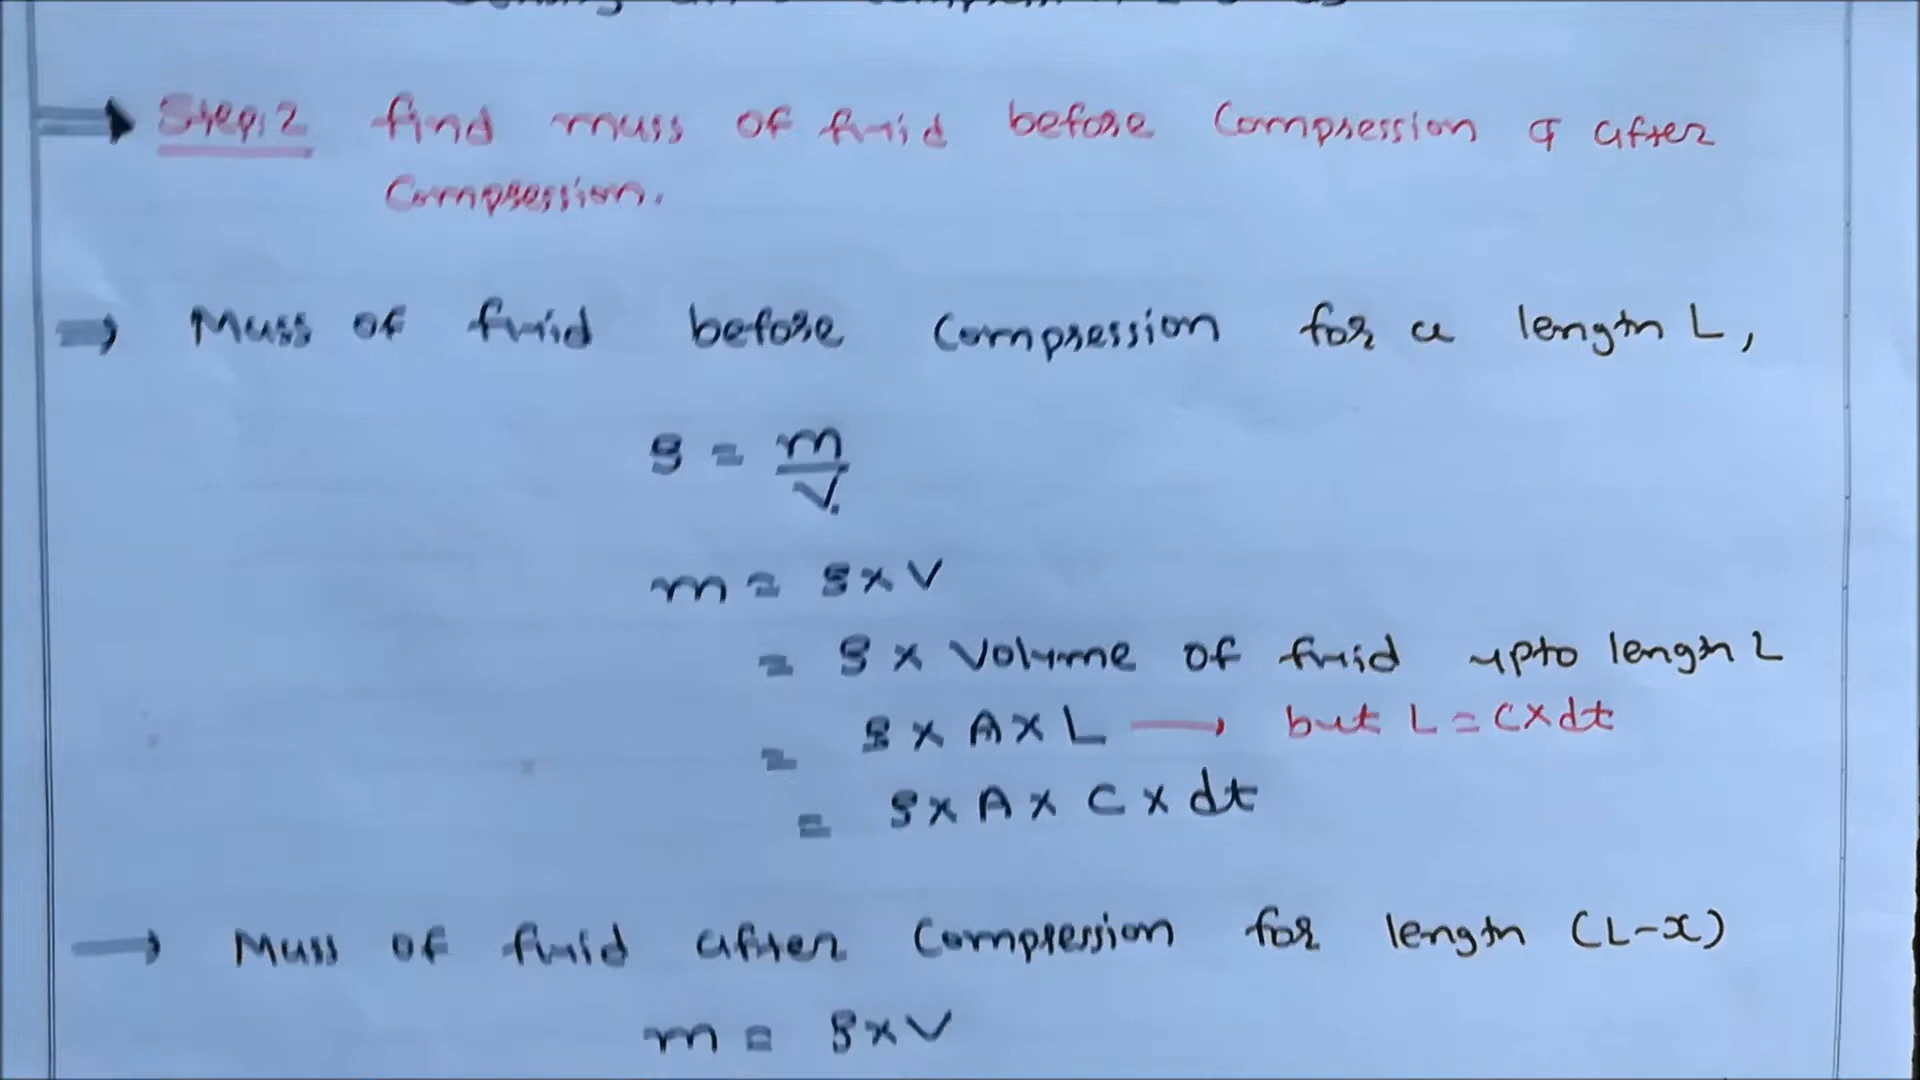 Step:2 find mass of fluid before Compression & after
Compression.
⇒ Mass of fluid before Compression for a length L,
ρ = m/V
m = ρ x V
= ρ x Volume of fluid upto length L
= ρ x A x L → but L = C x dt
= ρ x A x C x dt
→ Mass of fluid after Compression for length (L-x)
m = ρ x V